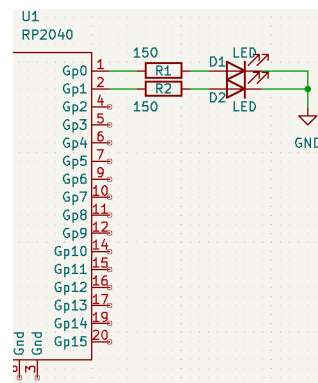 U1
RP2040
150
LED
Gp0 1 R1 D1
Gp1 2 R2
150 D2 LED
Gp2 4
Gp3 5
GND
Gp4 6
Gp5 7
Gp6 9
Gp7 10
Gp8 11
Gp9 12
Gp10 14
Gp11 15
Gp12 16
Gp13 17
Gp14 19
Gp15 20
Gnd Gnd
3